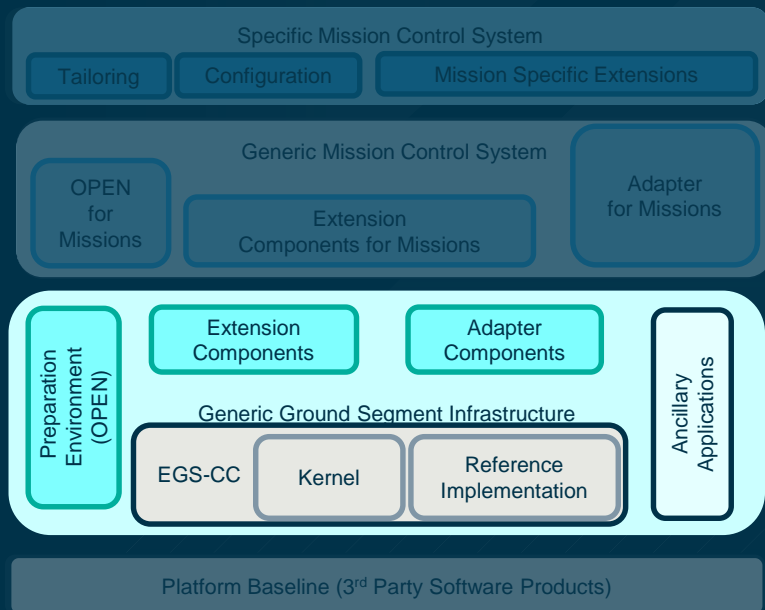 Specific Mission Control System
Tailoring
Configuration
Mission Specific Extensions
Generic Mission Control System
OPEN
for
Missions
Extension
Components for Missions
Adapter
for Missions
Preparation
Environment
(OPEN)
Extension
Components
Adapter
Components
Ancillary
Applications
Generic Ground Segment Infrastructure
EGS-CC
Kernel
Reference
Implementation
Platform Baseline (3rd Party Software Products)